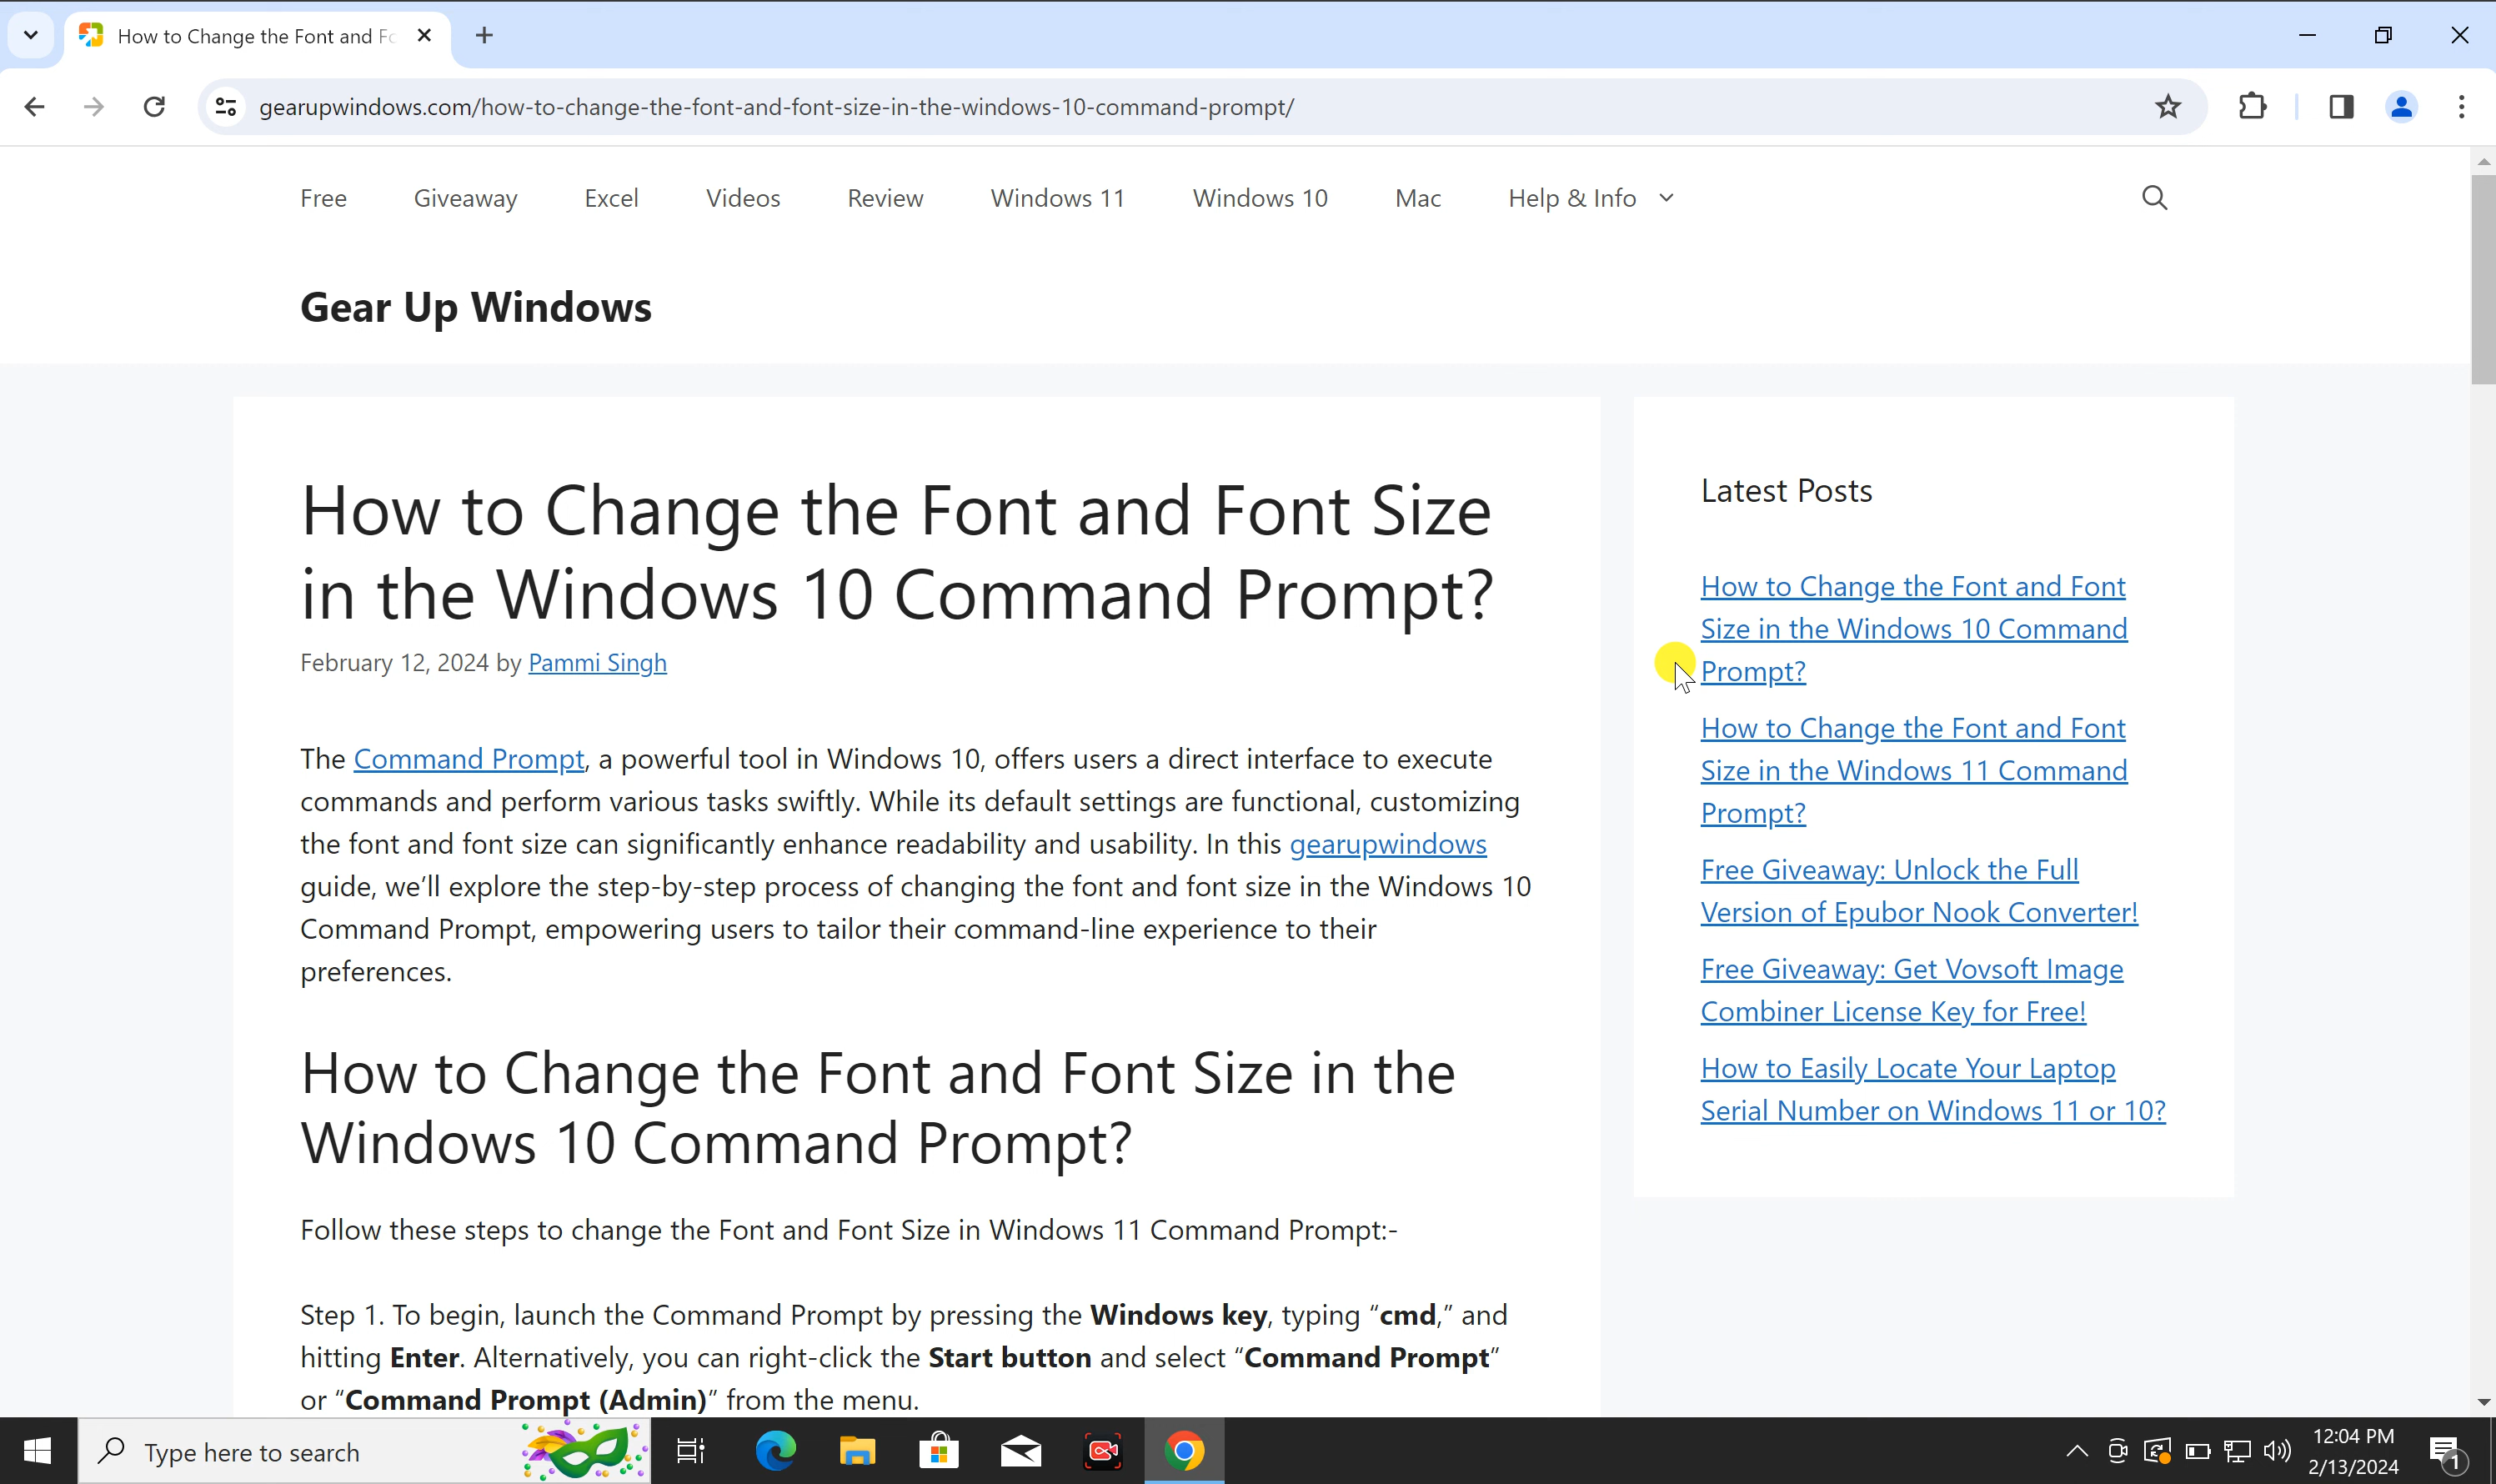 How to Change the Font and Fo
gearupwindows.com/how-to-change-the-font-and-font-size-in-the-windows-10-command-prompt/
Free Giveaway Excel Videos Review Windows 11 Windows 10 Mac Help & Info
Gear Up Windows
How to Change the Font and Font Size
in the Windows 10 Command Prompt?
February 12, 2024 by Pammi Singh
The Command Prompt, a powerful tool in Windows 10, offers users a direct interface to execute
commands and perform various tasks swiftly. While its default settings are functional, customizing
the font and font size can significantly enhance readability and usability. In this gearupwindows
guide, we’ll explore the step-by-step process of changing the font and font size in the Windows 10
Command Prompt, empowering users to tailor their command-line experience to their
preferences.
How to Change the Font and Font Size in the
Windows 10 Command Prompt?
Follow these steps to change the Font and Font Size in Windows 11 Command Prompt:-
Step 1. To begin, launch the Command Prompt by pressing the Windows key, typing “cmd,” and
hitting Enter. Alternatively, you can right-click the Start button and select “Command Prompt”
or “Command Prompt (Admin)” from the menu.
Latest Posts
How to Change the Font and Font
Size in the Windows 10 Command
Prompt?
How to Change the Font and Font
Size in the Windows 11 Command
Prompt?
Free Giveaway: Unlock the Full
Version of Epubor Nook Converter!
Free Giveaway: Get Vovsoft Image
Combiner License Key for Free!
How to Easily Locate Your Laptop
Serial Number on Windows 11 or 10?
Type here to search
12:04 PM
2/13/2024
1